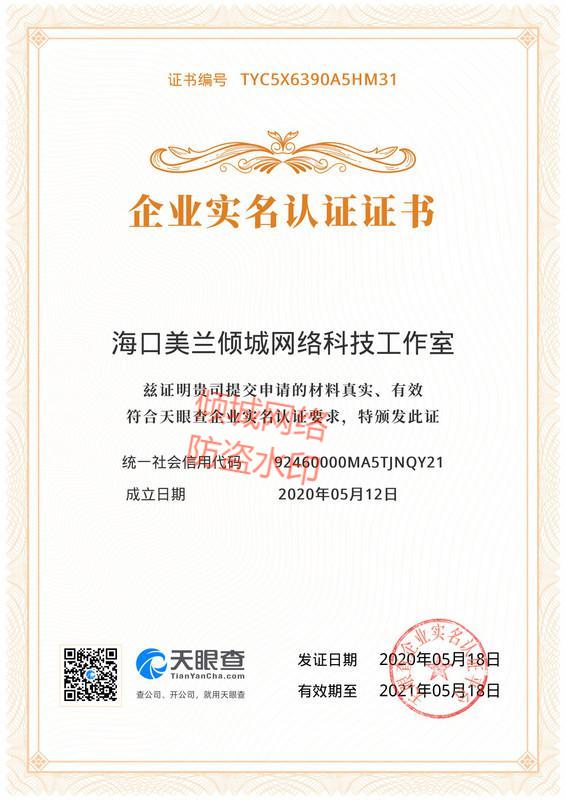 证书编号 TYC5X6390A5HM31
企业实名认证证书
海口美兰倾城网络科技工作室
兹证明贵司提交申请的材料真实、有效
符合天眼查企业实名认证要求，特颁发此证
倾城网络
防盗水印
统一社会信用代码 92460000MA5TJNQY21
成立日期 2020年05月12日
天眼查
TianYanCha.com
查公司、开公司，就用天眼查
发证日期 2020年05月18日
有效期至 2021年05月18日
天眼查企业实名认证平台